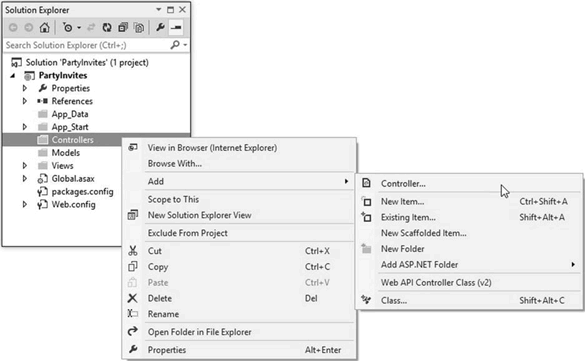 Solution Explorer
Search Solution Explorer (Ctrl+;)
Solution 'PartyInvites' (1 project)
PartyInvites
Properties
References
App_Data
App_Start
Controllers
Models
Views
Global.asax
packages.config
Web.config
View in Browser (Internet Explorer)
Browse With...
Add
Scope to This
New Solution Explorer View
Exclude From Project
Cut Ctrl+X
Copy Ctrl+C
Paste Ctrl+V
Delete Del
Rename
Open Folder in File Explorer
Properties Alt+Enter
Controller...
New Item... Ctrl+Shift+A
Existing Item... Shift+Alt+A
New Scaffolded Item...
New Folder
Add ASP.NET Folder
Web API Controller Class (v2)
Class... Shift+Alt+C